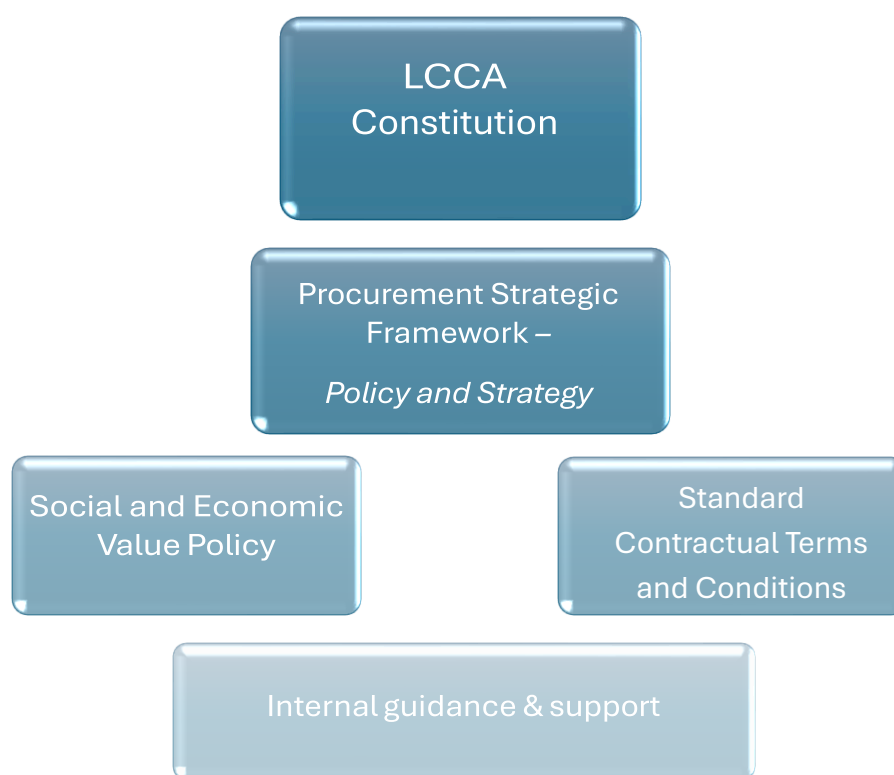 LCCA
Constitution
Procurement Strategic
Framework –
Policy and Strategy
Social and Economic
Value Policy
Standard
Contractual Terms
and Conditions
Internal guidance & support